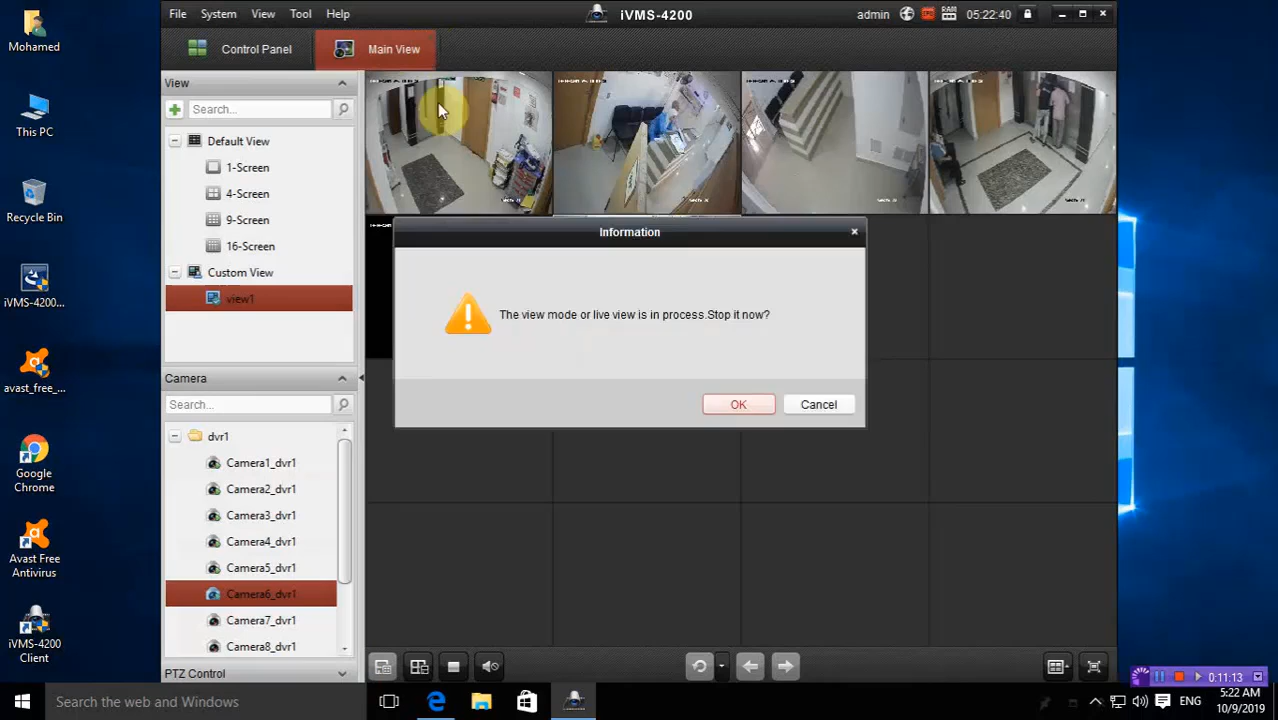 Mohamed
This PC
Recycle Bin
iVMS-4200...
avast_free_...
Google
Chrome
Avast Free
Antivirus
iVMS-4200
Client
File System View Tool Help
iVMS-4200
admin
05:22:40
Control Panel
Main View
View
Search...
Default View
1-Screen
4-Screen
9-Screen
16-Screen
Custom View
view1
Camera
Search...
dvr1
Camera1_dvr1
Camera2_dvr1
Camera3_dvr1
Camera4_dvr1
Camera5_dvr1
Camera6_dvr1
Camera7_dvr1
Camera8_dvr1
PTZ Control
Information
The view mode or live view is in process.Stop it now?
OK
Cancel
0:11:13
Search the web and Windows
ENG
5:22 AM
10/9/2019